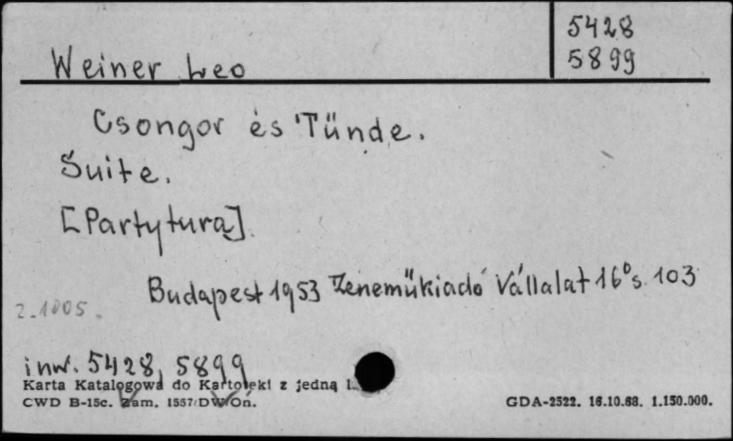 5428
5899
Weiner Leo
Csongor és Tünde.
Suite.
[Partytura]
Budapest 1953 Zeneműkiadó Vállalat 16° s. 103
2.1005.
inw. 5428, 5899
Karta Katalogowa do Kartoteki z jedną
CWD B-15c. Zam. 1557/DW/On.
GDA-2522. 16.10.68. 1.150.000.